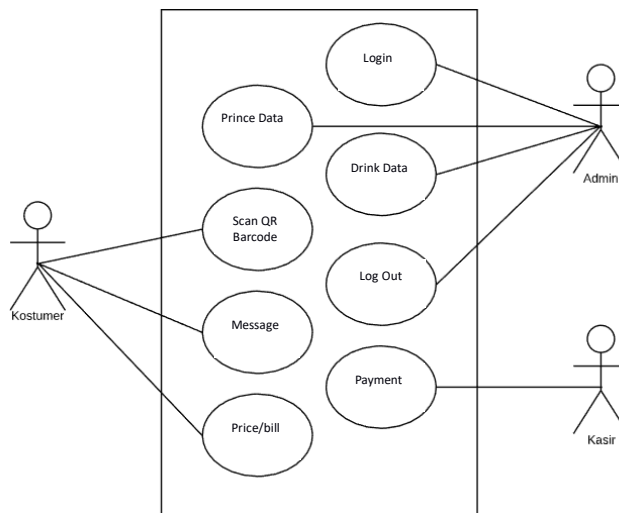 Login
Prince Data
Admin
Drink Data
Scan QR
Barcode
Log Out
Kostumer
Message
Payment
Price/bill
Kasir